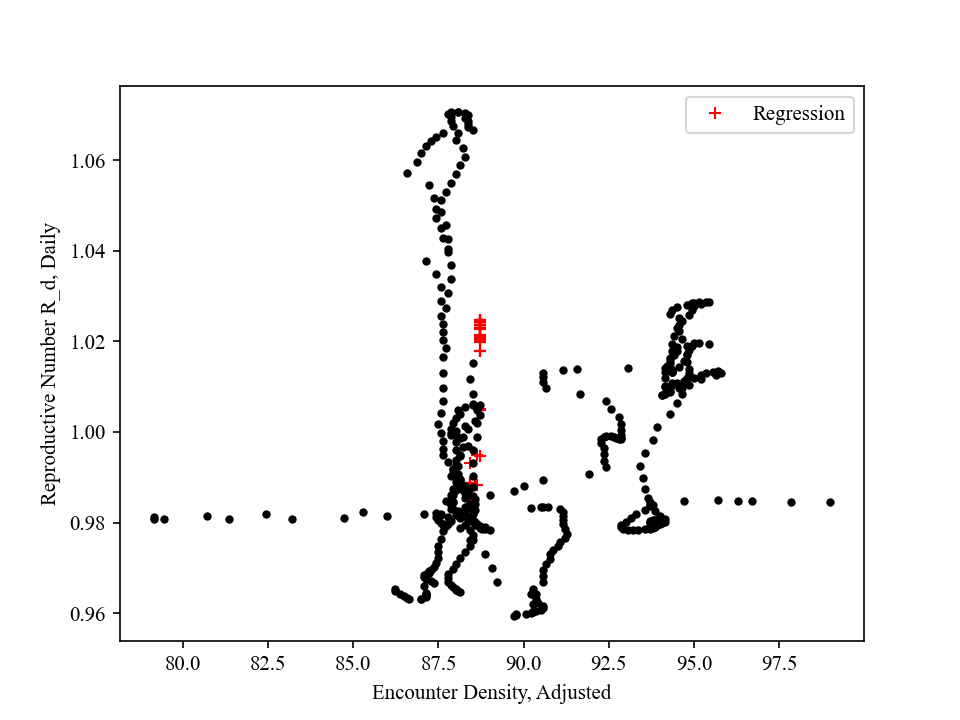 Regression
1.06
1.04
1.02
1.00
0.98
0.96
Reproductive Number R_d, Daily
80.0 82.5 85.0 87.5 90.0 92.5 95.0 97.5
Encounter Density, Adjusted